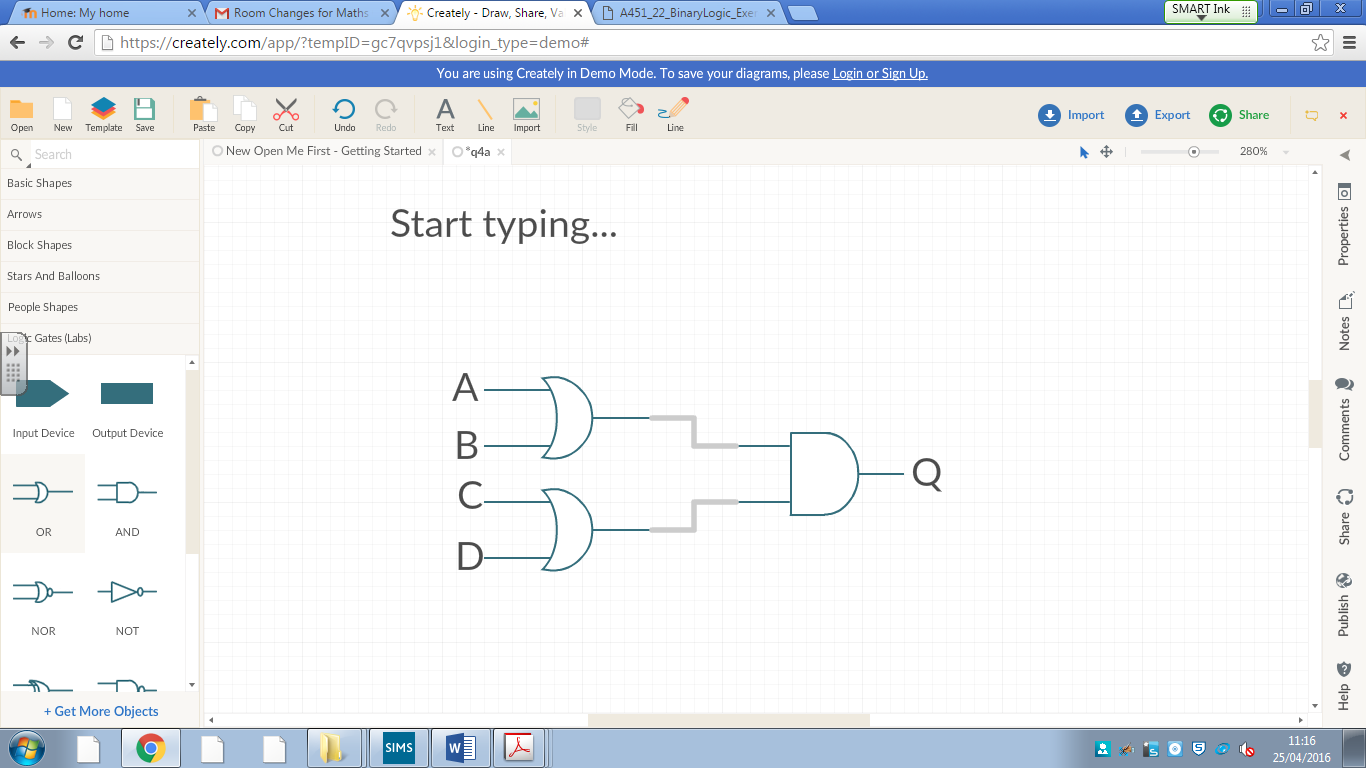 Home: My home
Room Changes for Maths
Creately - Draw, Share, Va
A451_22_BinaryLogic_Exer
SMART Ink
https://creately.com/app/?tempID=gc7qvpsj1&login_type=demo#
You are using Creately in Demo Mode. To save your diagrams, please Login or Sign Up.
Open New Template Save Paste Copy Cut Undo Redo Text Line Import Style Fill Line
Import Export Share
Search
New Open Me First - Getting Started
*q4a
280%
Basic Shapes
Arrows
Block Shapes
Stars And Balloons
People Shapes
Logic Gates (Labs)
Input Device Output Device
OR AND
NOR NOT
+ Get More Objects
Start typing...
A
B
C
D
Q
Properties
Notes
Comments
Share
Publish
Help
SIMS
11:16
25/04/2016